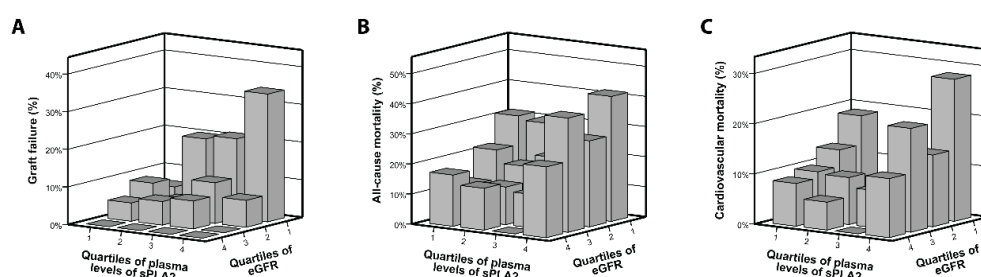 A
Graft failure (%)
40%
30%
20%
10%
0%
1
2
3
4
4
3
2
1
Quartiles of plasma
levels of sPLA2
Quartiles of
eGFR
B
All-cause mortality (%)
50%
40%
30%
20%
10%
0%
1
2
3
4
4
3
2
1
Quartiles of plasma
levels of sPLA2
Quartiles of
eGFR
C
Cardiovascular mortality (%)
30%
20%
10%
0%
1
2
3
4
4
3
2
1
Quartiles of plasma
levels of sPLA2
Quartiles of
eGFR